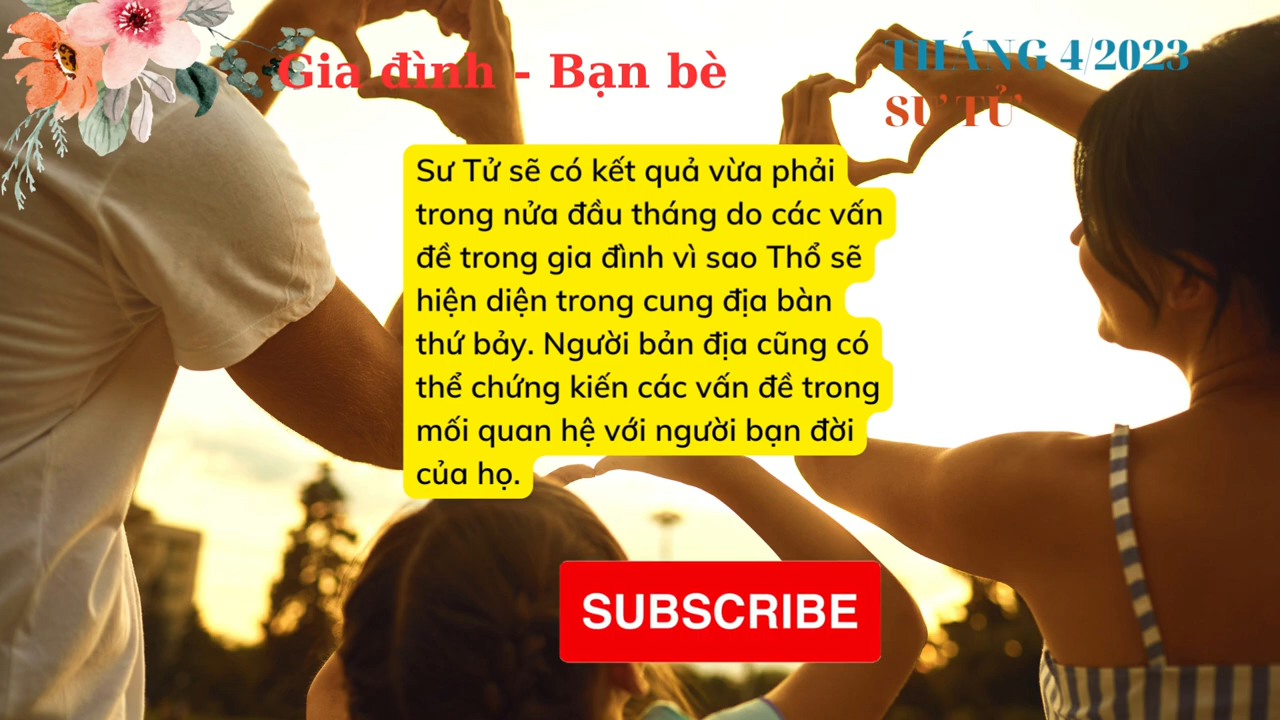 Gia đình - Bạn bè
THÁNG 4/2023
SƯ TỬ
Sư Tử sẽ có kết quả vừa phải
trong nửa đầu tháng do các vấn
đề trong gia đình vì sao Thổ sẽ
hiện diện trong cung địa bàn
thứ bảy. Người bản địa cũng có
thể chứng kiến các vấn đề trong
mối quan hệ với người bạn đời
của họ.
SUBSCRIBE